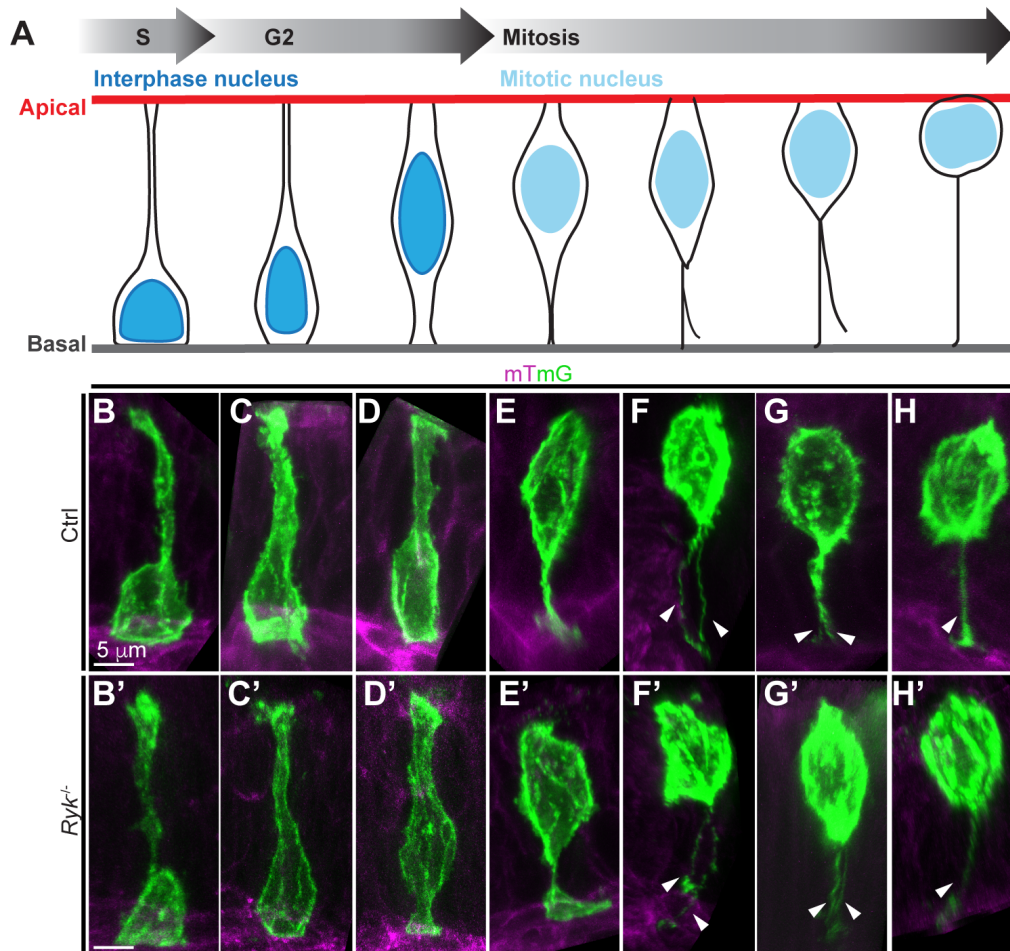 A
S
G2
Mitosis
Interphase nucleus
Mitotic nucleus
Apical
Basal
mTmG
Ctrl
B
C
D
E
F
G
H
5 μm
Ryk-/-
B’
C’
D’
E’
F’
G’
H’